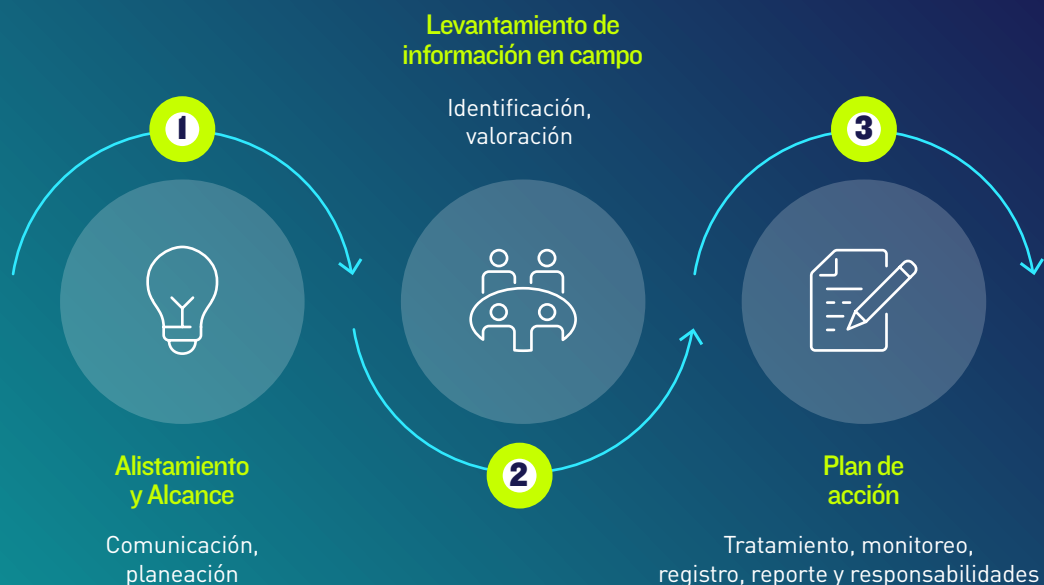 1
Alistamiento
y Alcance
Comunicación,
planeación
Levantamiento de
información en campo
Identificación,
valoración
2
3
Plan de
acción
Tratamiento, monitoreo,
registro, reporte y responsabilidades